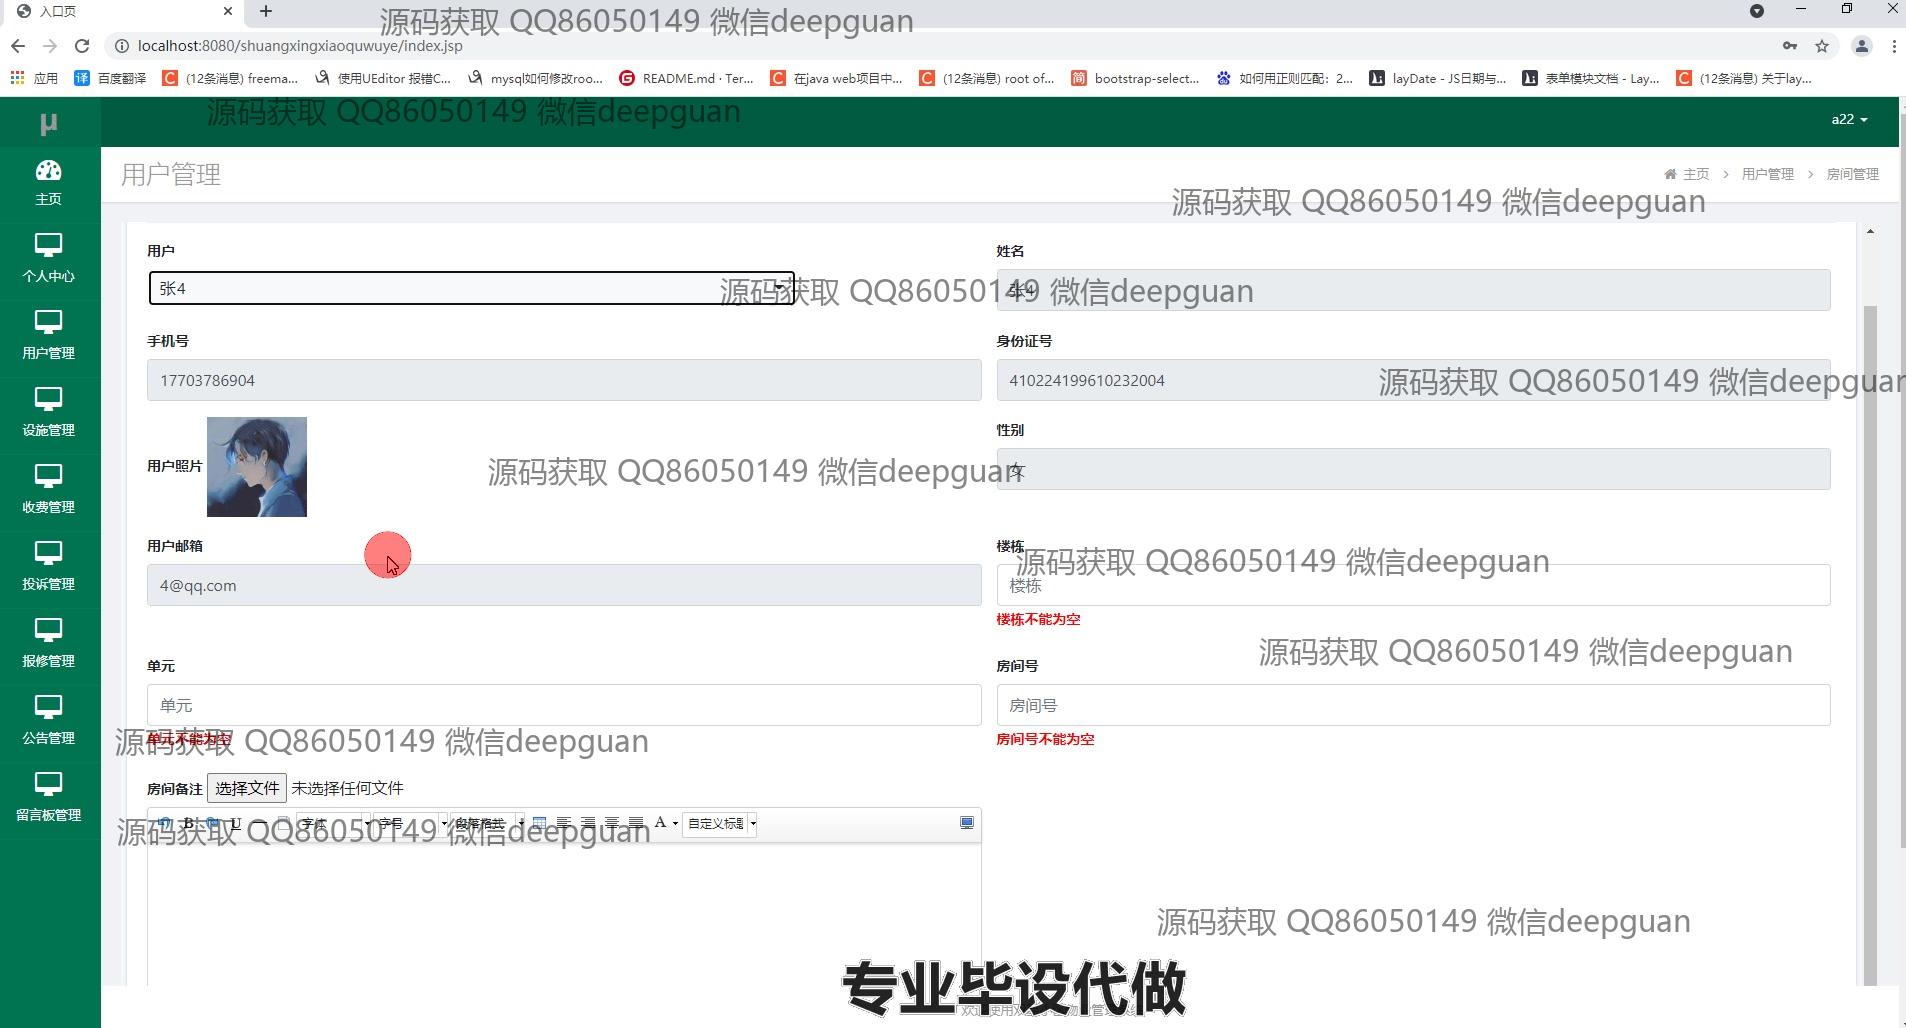 入口页
源码获取 QQ86050149 微信deepguan
localhost:8080/shuangxingxiaoquwuye/index.jsp
应用 百度翻译 (12条消息) freema... 使用UEditor 报错C... mysql如何修改roo... README.md · Ter... 在java web项目中... (12条消息) root of... bootstrap-select... 如何用正则匹配：2... layDate - JS日期与... 表单模块文档 - Lay... (12条消息) 关于lay...
源码获取 QQ86050149 微信deepguan
μ
a22
主页
用户管理
主页 > 用户管理 > 房间管理
源码获取 QQ86050149 微信deepguan
个人中心
用户管理
设施管理
收费管理
投诉管理
报修管理
公告管理
留言板管理
用户
张4
姓名
张4
源码获取 QQ86050149 微信deepguan
手机号
17703786904
身份证号
410224199610232004
源码获取 QQ86050149 微信deepguan
用户照片
性别
女
源码获取 QQ86050149 微信deepguan
用户邮箱
4@qq.com
楼栋
楼栋
楼栋不能为空
源码获取 QQ86050149 微信deepguan
源码获取 QQ86050149 微信deepguan
单元
单元
单元不能为空
房间号
房间号
房间号不能为空
源码获取 QQ86050149 微信deepguan
房间备注 选择文件 未选择任何文件
B U 字体 字号 段落格式 A 自定义标题
源码获取 QQ86050149 微信deepguan
源码获取 QQ86050149 微信deepguan
专业毕设代做